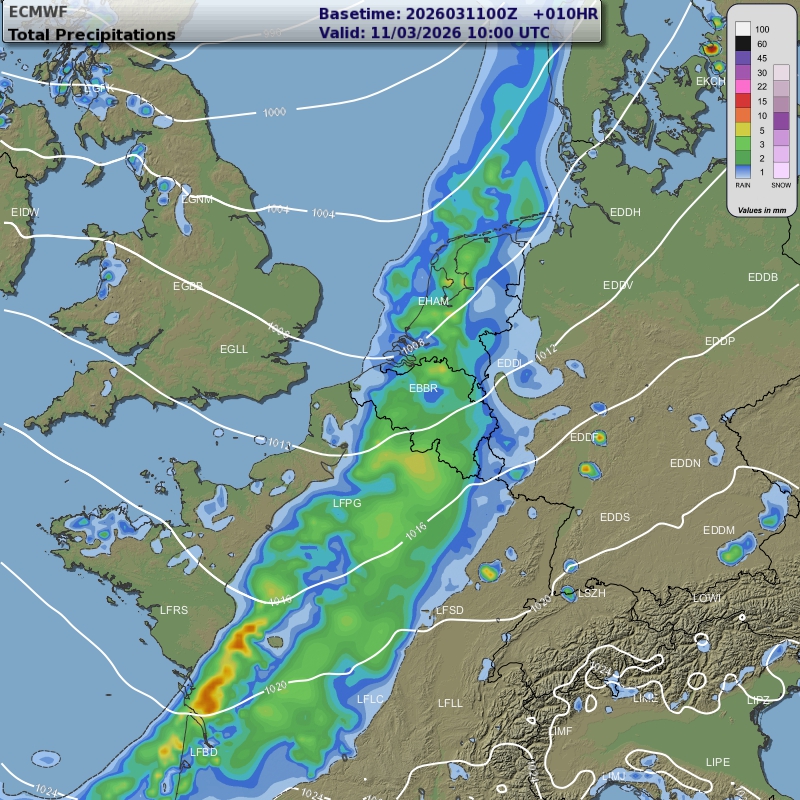 ECMWF
Basetime: 2026031100Z +010HR
Total Precipitations
Valid: 11/03/2026 10:00 UTC
100
60
45
30
22
15
10
5
3
2
1
RAIN
SNOW
Values in mm
EKCH
1000
1004
1004
EIDW
EGNM
EDDH
EGBB
EDDV
EDDB
EHAM
1008
1008
EGLL
EDDP
1012
EDDL
EBBR
1012
EDDF
EDDN
LFPG
EDDS
1016
EDDM
LSZH
LOWI
1016
1020
LFRS
LFSD
1020
LFLC
LFLL
LIMZ
LIPZ
LIMF
LFBD
LIPE
LIMJ
1024
1024